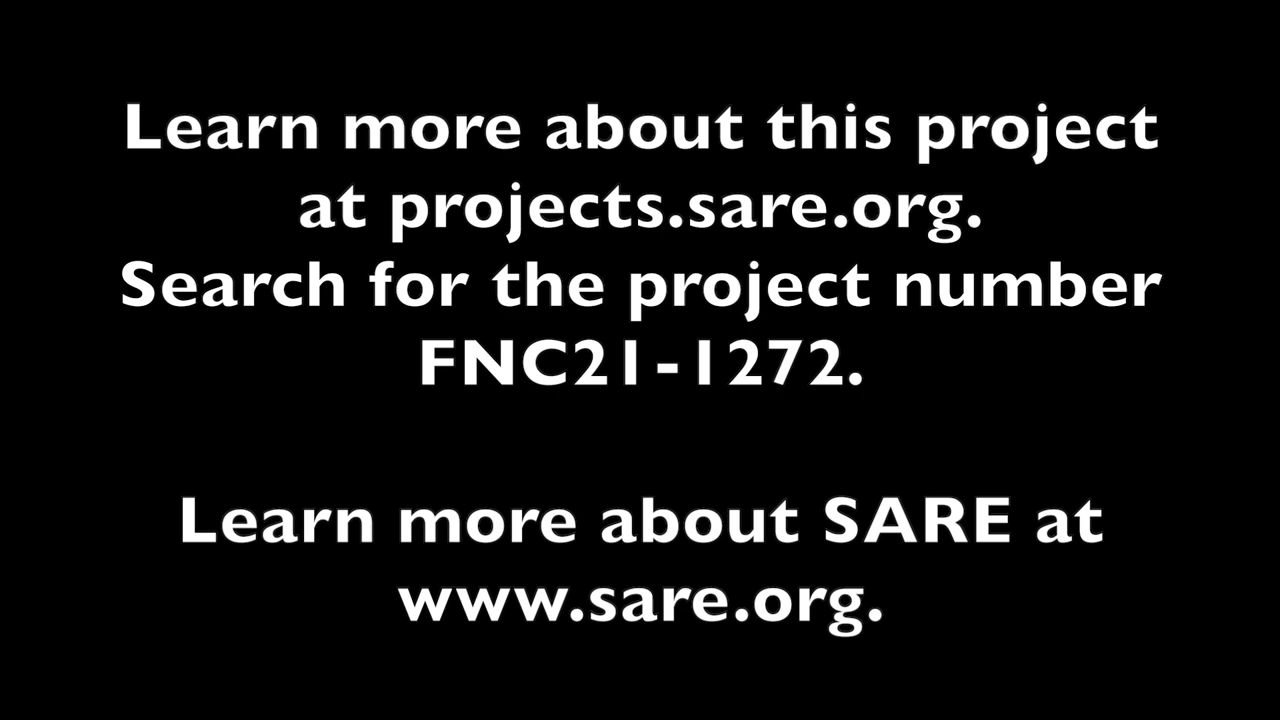 Learn more about this project
at projects.sare.org.
Search for the project number
FNC21-1272.
Learn more about SARE at
www.sare.org.